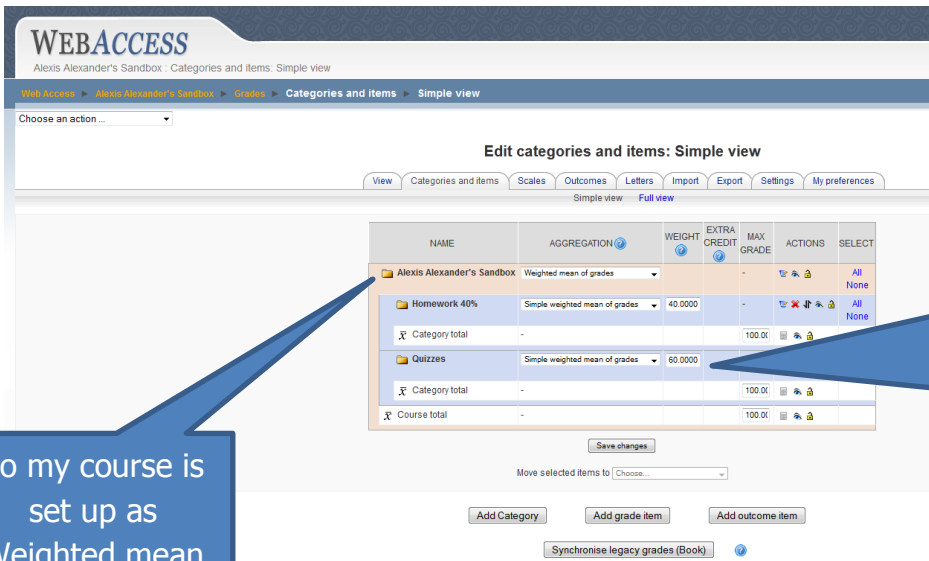 WEBACCESS
Alexis Alexander's Sandbox : Categories and items: Simple view
Web Access ► Alexis Alexander's Sandbox ► Grades ► Categories and items ► Simple view
Choose an action ...
Edit categories and items: Simple view
View Categories and items Scales Outcomes Letters Import Export Settings My preferences
Simple view Full view
NAME AGGREGATION WEIGHT EXTRA CREDIT MAX GRADE ACTIONS SELECT
Alexis Alexander's Sandbox Weighted mean of grades - All
None
Homework 40% Simple weighted mean of grades 40.0000 - All
None
x̄ Category total - 100.0
Quizzes Simple weighted mean of grades 60.0000
x̄ Category total - 100.0
x̄ Course total - 100.0
Save changes
Move selected items to Choose...
Add Category Add grade item Add outcome item
Synchronise legacy grades (Book)
o my course is
set up as
Weighted mean